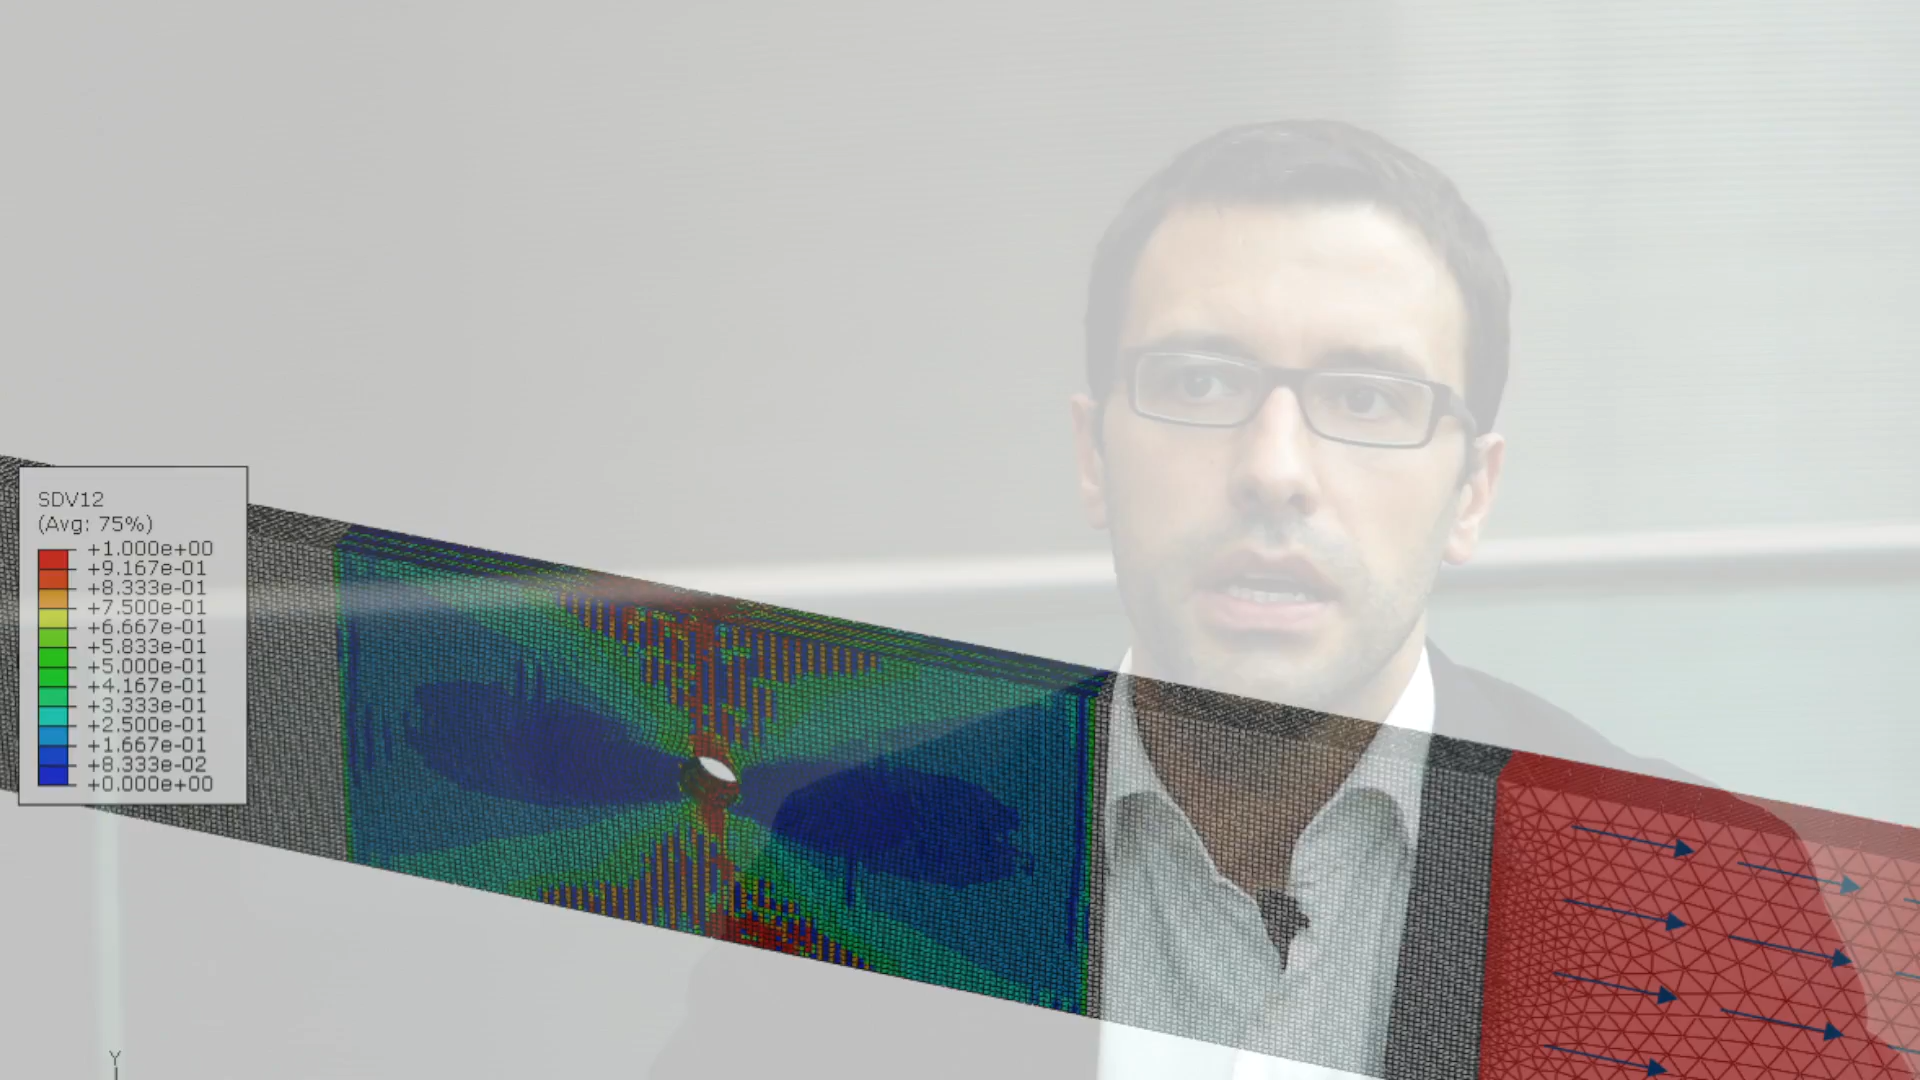 SDV12
(Avg: 75%)
+1.000e+00
+9.167e-01
+8.333e-01
+7.500e-01
+6.667e-01
+5.833e-01
+5.000e-01
+4.167e-01
+3.333e-01
+2.500e-01
+1.667e-01
+8.333e-02
+0.000e+00
Y